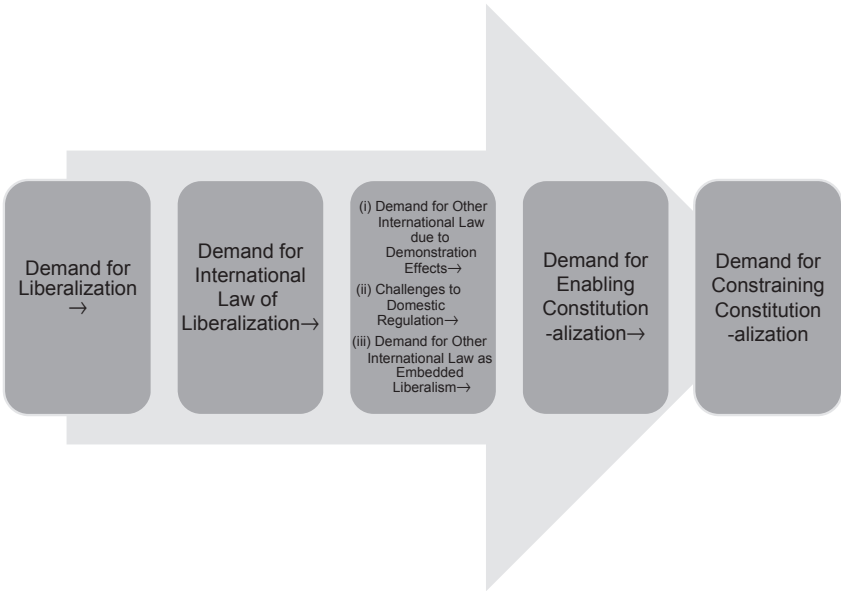 Demand for
Liberalization
→
Demand for
International
Law of
Liberalization→
(i) Demand for Other
International Law
due to
Demonstration
Effects→
(ii) Challenges to
Domestic
Regulation→
(iii) Demand for Other
International Law as
Embedded
Liberalism→
Demand for
Enabling
Constitution
-alization→
Demand for
Constraining
Constitution
-alization